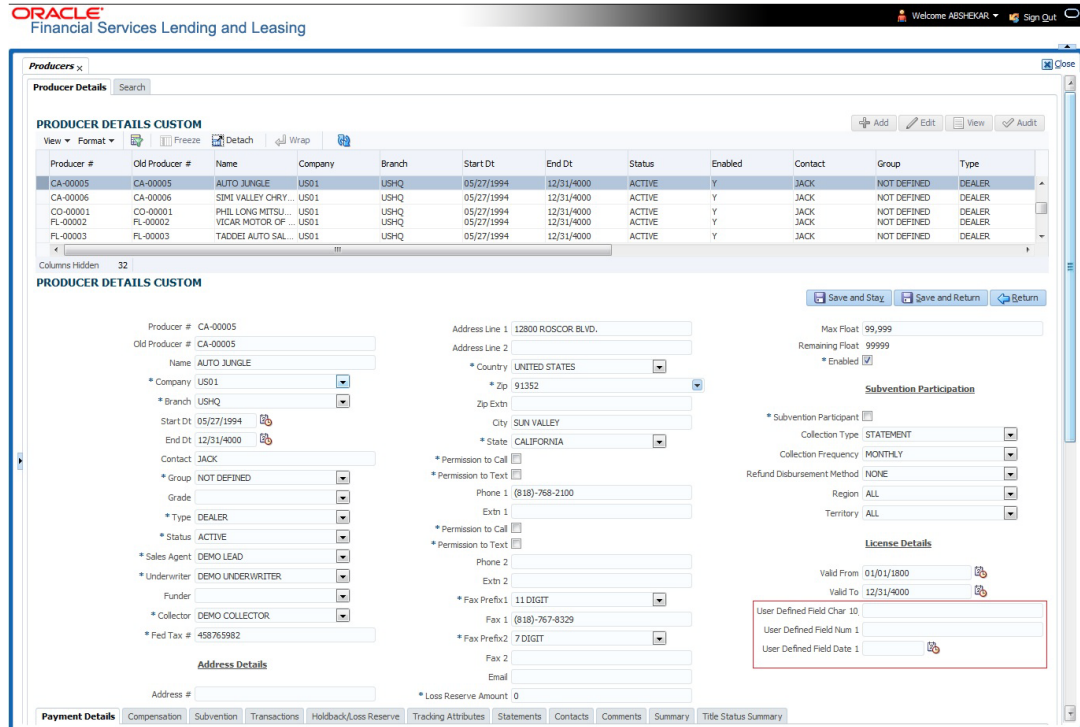 ORACLE®
Financial Services Lending and Leasing
Welcome ABSHEKAR Sign Out
Producers x
Close
Producer Details Search
PRODUCER DETAILS CUSTOM
Add Edit View Audit
View Format Freeze Detach Wrap
Producer # Old Producer # Name Company Branch Start Dt End Dt Status Enabled Contact Group Type
CA-00005 CA-00005 AUTO JUNGLE US01 USHQ 05/27/1994 12/31/4000 ACTIVE Y JACK NOT DEFINED DEALER
CA-00006 CA-00006 SIMI VALLEY CHRY... US01 USHQ 05/27/1994 12/31/4000 ACTIVE Y JACK NOT DEFINED DEALER
CO-00001 CO-00001 PHIL LONG MITSU... US01 USHQ 05/27/1994 12/31/4000 ACTIVE Y JACK NOT DEFINED DEALER
FL-00002 FL-00002 VICAR MOTOR OF ... US01 USHQ 05/27/1994 12/31/4000 ACTIVE Y JACK NOT DEFINED DEALER
FL-00003 FL-00003 TADDEI AUTO SAL... US01 USHQ 05/27/1994 12/31/4000 ACTIVE Y JACK NOT DEFINED DEALER
Columns Hidden 32
PRODUCER DETAILS CUSTOM
Save and Stay Save and Return Return
Producer # CA-00005
Old Producer # CA-00005
Name AUTO JUNGLE
* Company US01
* Branch USHQ
Start Dt 05/27/1994
End Dt 12/31/4000
Contact JACK
* Group NOT DEFINED
Grade
* Type DEALER
* Status ACTIVE
* Sales Agent DEMO LEAD
* Underwriter DEMO UNDERWRITER
Funder
* Collector DEMO COLLECTOR
* Fed Tax # 458765982
Address Details
Address #
Address Line 1 12800 ROSCOR BLVD.
Address Line 2
* Country UNITED STATES
* Zip 91352
Zip Extn
City SUN VALLEY
* State CALIFORNIA
* Permission to Call
* Permission to Text
Phone 1 (818)-768-2100
Extn 1
* Permission to Call
* Permission to Text
Phone 2
Extn 2
* Fax Prefix1 11 DIGIT
Fax 1 (818)-767-8329
* Fax Prefix2 7 DIGIT
Fax 2
Email
* Loss Reserve Amount 0
Max Float 99,999
Remaining Float 99999
* Enabled
Subvention Participation
* Subvention Participant
Collection Type STATEMENT
Collection Frequency MONTHLY
Refund Disbursement Method NONE
Region ALL
Territory ALL
License Details
Valid From 01/01/1800
Valid To 12/31/4000
User Defined Field Char 10
User Defined Field Num 1
User Defined Field Date 1
Payment Details Compensation Subvention Transactions Holdback/Loss Reserve Tracking Attributes Statements Contacts Comments Summary Title Status Summary